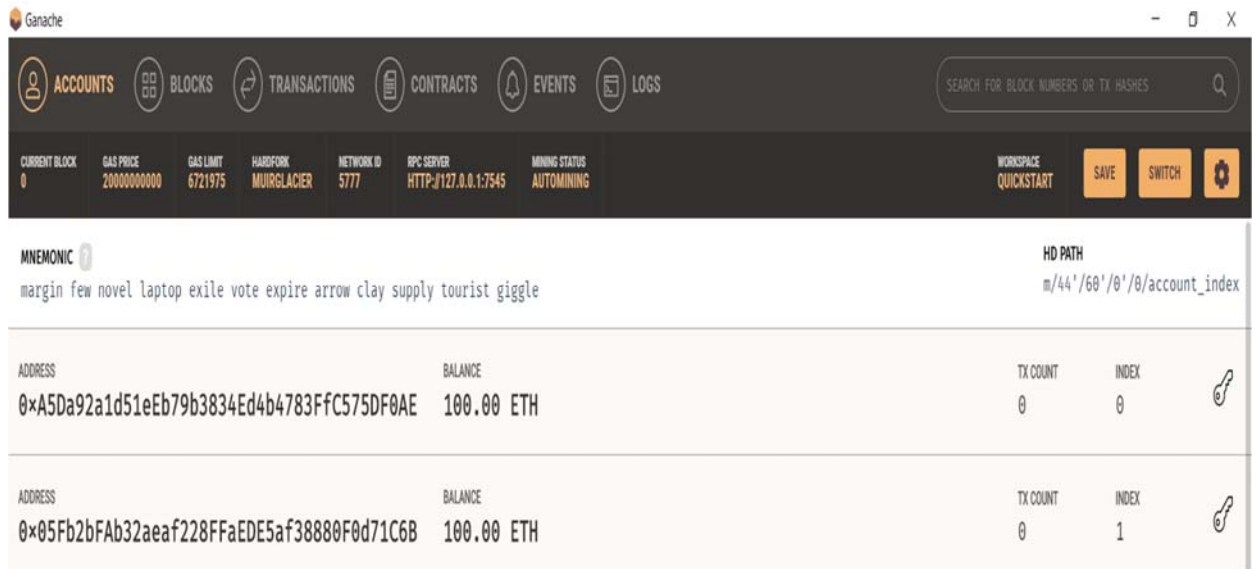 Ganache
ACCOUNTS BLOCKS TRANSACTIONS CONTRACTS EVENTS LOGS SEARCH FOR BLOCK NUMBERS OR TX HASHES
CURRENT BLOCK GAS PRICE GAS LIMIT HARDFORK NETWORK ID RPC SERVER MINING STATUS WORKSPACE
0 20000000000 6721975 MUIRGLACIER 5777 HTTP://127.0.0.1:7545 AUTOMINING QUICKSTART SAVE SWITCH
MNEMONIC ? HD PATH
margin few novel laptop exile vote expire arrow clay supply tourist giggle m/44'/60'/0'/0/account_index
ADDRESS BALANCE TX COUNT INDEX
0×A5Da92a1d51eEb79b3834Ed4b4783FfC575DF0AE 100.00 ETH 0 0
ADDRESS BALANCE TX COUNT INDEX
0×05Fb2bFAb32aeaf228FFaEDE5af38880F0d71C6B 100.00 ETH 0 1